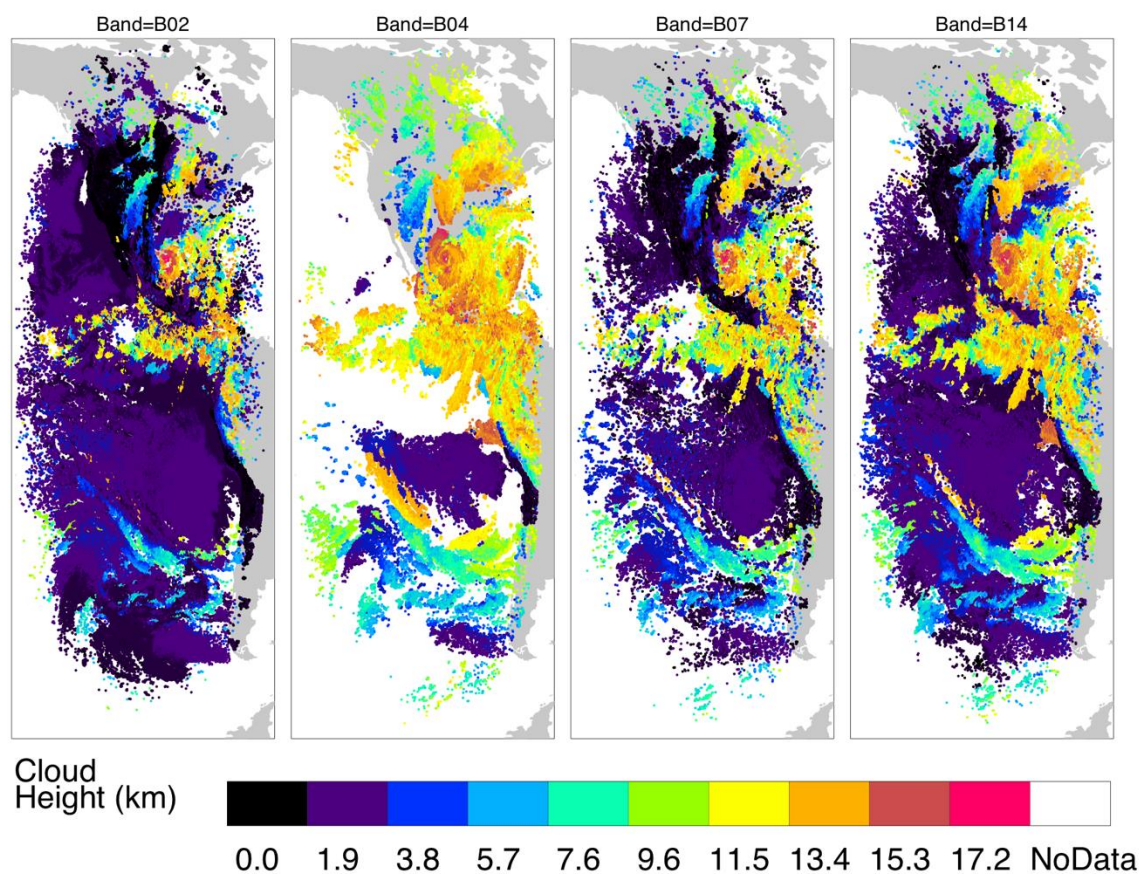 Band=B02 Band=B04 Band=B07 Band=B14
Cloud
Height (km)
0.0 1.9 3.8 5.7 7.6 9.6 11.5 13.4 15.3 17.2 NoData